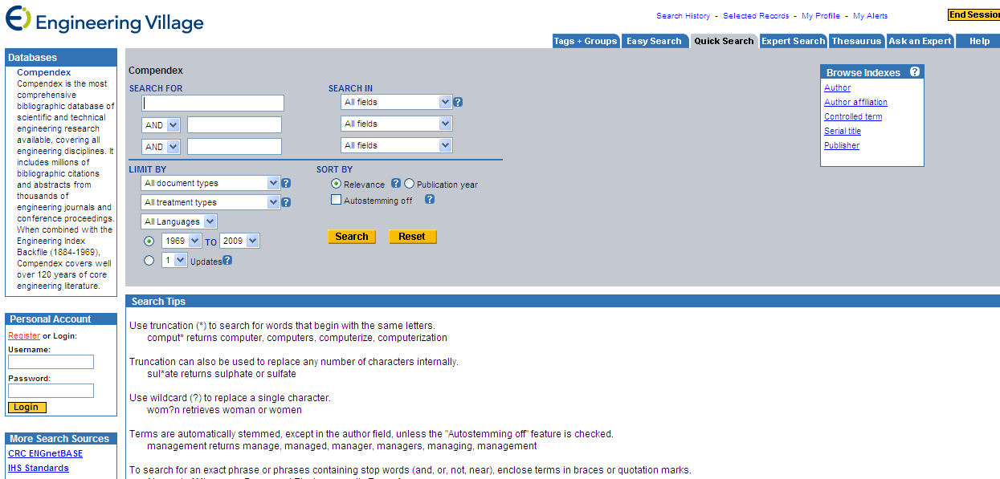 Engineering Village
Search History - Selected Records - My Profile - My Alerts
End Session
Tags + Groups Easy Search Quick Search Expert Search Thesaurus Ask an Expert Help
Databases
Compendex
Compendex is the most
comprehensive
bibliographic database of
scientific and technical
engineering research
available, covering all
engineering disciplines. It
includes millions of
bibliographic citations
and abstracts from
thousands of
engineering journals and
conference proceedings.
When combined with the
Engineering Index
Backfile (1884-1969),
Compendex covers well
over 120 years of core
engineering literature.
Personal Account
Register or Login:
Username:
Password:
Login
More Search Sources
CRC ENGnetBASE
IHS Standards
Compendex
SEARCH FOR SEARCH IN
All fields ?
AND All fields
AND All fields
LIMIT BY SORT BY
All document types ? Relevance ? Publication year
All treatment types ? Autostemming off ?
All Languages
1969 TO 2009 Search Reset
1 Updates ?
Browse Indexes ?
Author
Author affiliation
Controlled term
Serial title
Publisher
Search Tips
Use truncation (*) to search for words that begin with the same letters.
comput* returns computer, computers, computerize, computerization
Truncation can also be used to replace any number of characters internally.
sul*ate returns sulphate or sulfate
Use wildcard (?) to replace a single character.
wom?n retrieves woman or women
Terms are automatically stemmed, except in the author field, unless the "Autostemming off" feature is checked.
management returns manage, managed, manager, managers, managing, management
To search for an exact phrase or phrases containing stop words (and, or, not, near), enclose terms in braces or quotation marks.